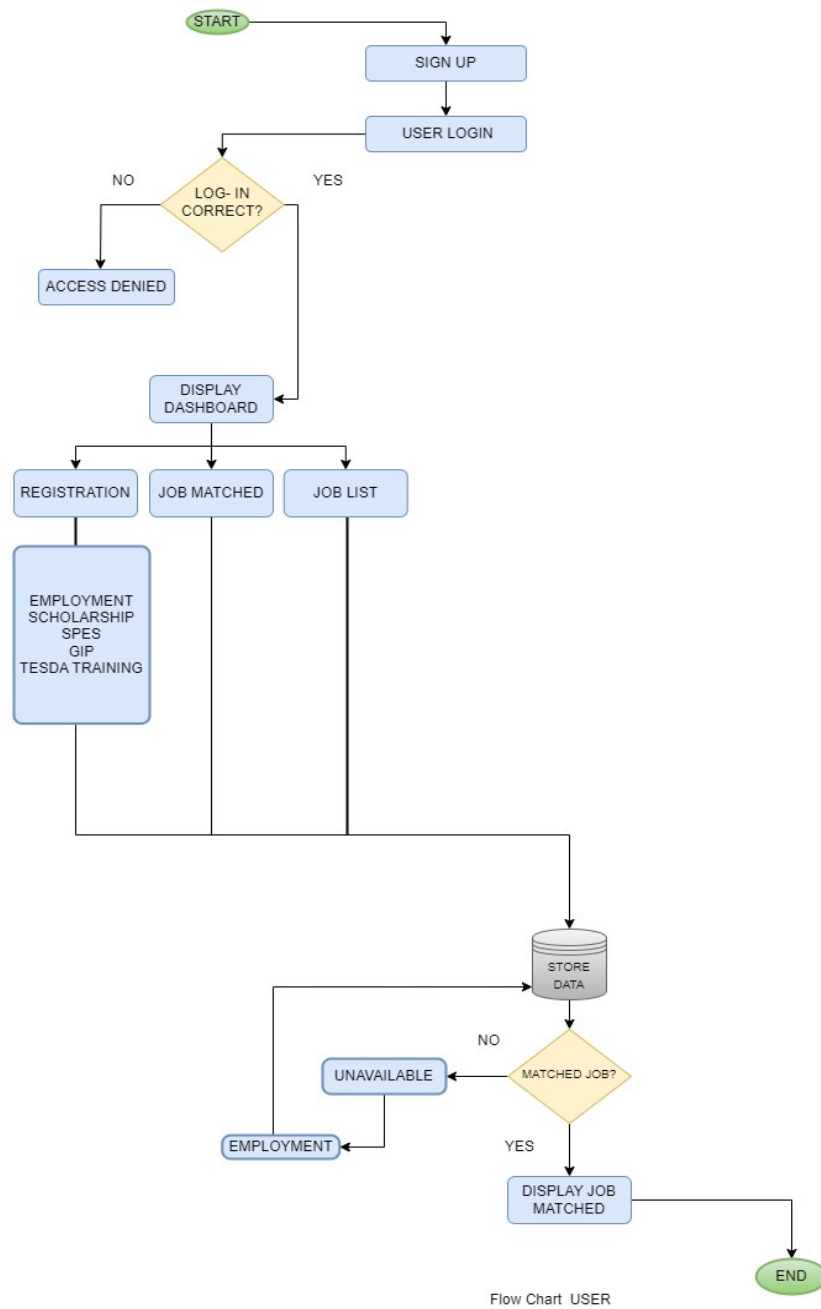 START
SIGN UP
USER LOGIN
NO
YES
LOG- IN
CORRECT?
ACCESS DENIED
DISPLAY
DASHBOARD
REGISTRATION
JOB MATCHED
JOB LIST
EMPLOYMENT
SCHOLARSHIP
SPES
GIP
TESDA TRAINING
STORE
DATA
NO
MATCHED JOB?
UNAVAILABLE
EMPLOYMENT
YES
DISPLAY JOB
MATCHED
END
Flow Chart USER